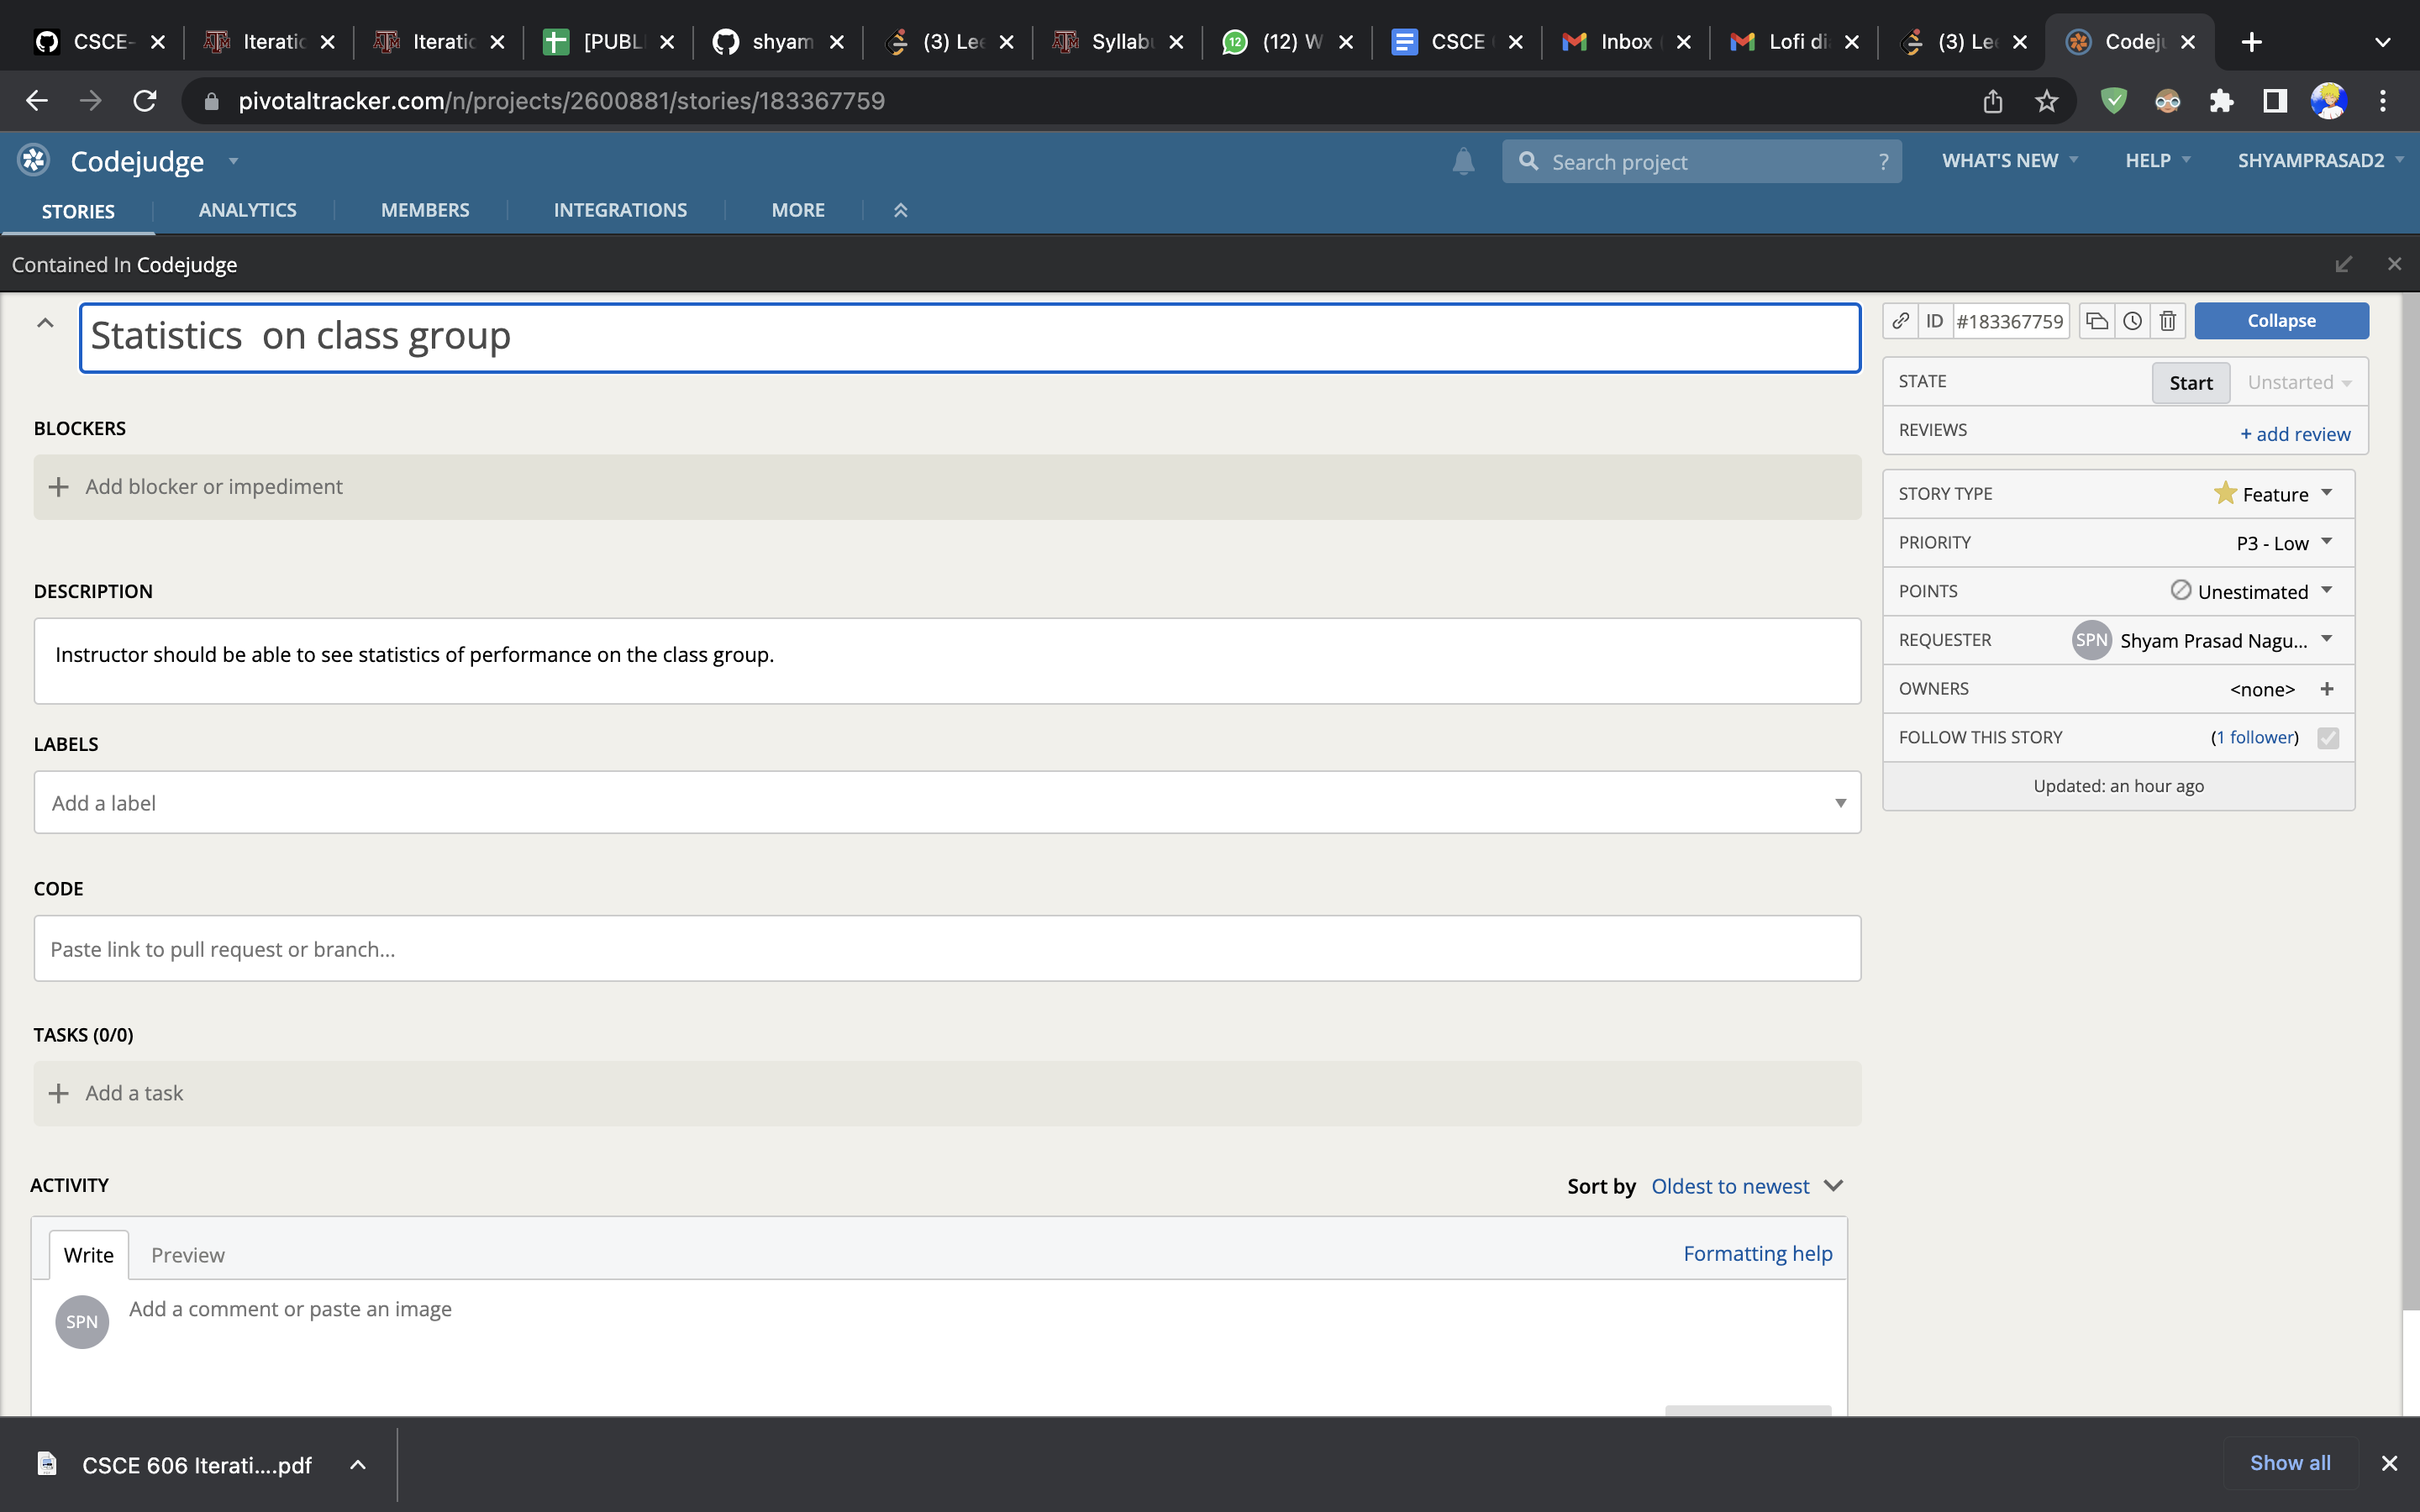 CSCE-
Iteratic
Iteratic
[PUBL
shyam
(3) Lee
Syllabu
(12) W
CSCE
Inbox
Lofi di
(3) Lee
Codeju
pivotaltracker.com/n/projects/2600881/stories/183367759
Codejudge
Search project ?
WHAT'S NEW
HELP
SHYAMPRASAD2
STORIES
ANALYTICS
MEMBERS
INTEGRATIONS
MORE
Contained In Codejudge
Statistics  on class group
ID
#183367759
Collapse
STATE Start Unstarted
REVIEWS + add review
STORY TYPE Feature
PRIORITY P3 - Low
POINTS Unestimated
REQUESTER SPN Shyam Prasad Nagu...
OWNERS <none> +
FOLLOW THIS STORY (1 follower)
Updated: an hour ago
BLOCKERS
+ Add blocker or impediment
DESCRIPTION
Instructor should be able to see statistics of performance on the class group.
LABELS
Add a label
CODE
Paste link to pull request or branch...
TASKS (0/0)
+ Add a task
ACTIVITY
Sort by Oldest to newest
Write
Preview
Formatting help
SPN
Add a comment or paste an image
CSCE 606 Iterati....pdf
Show all